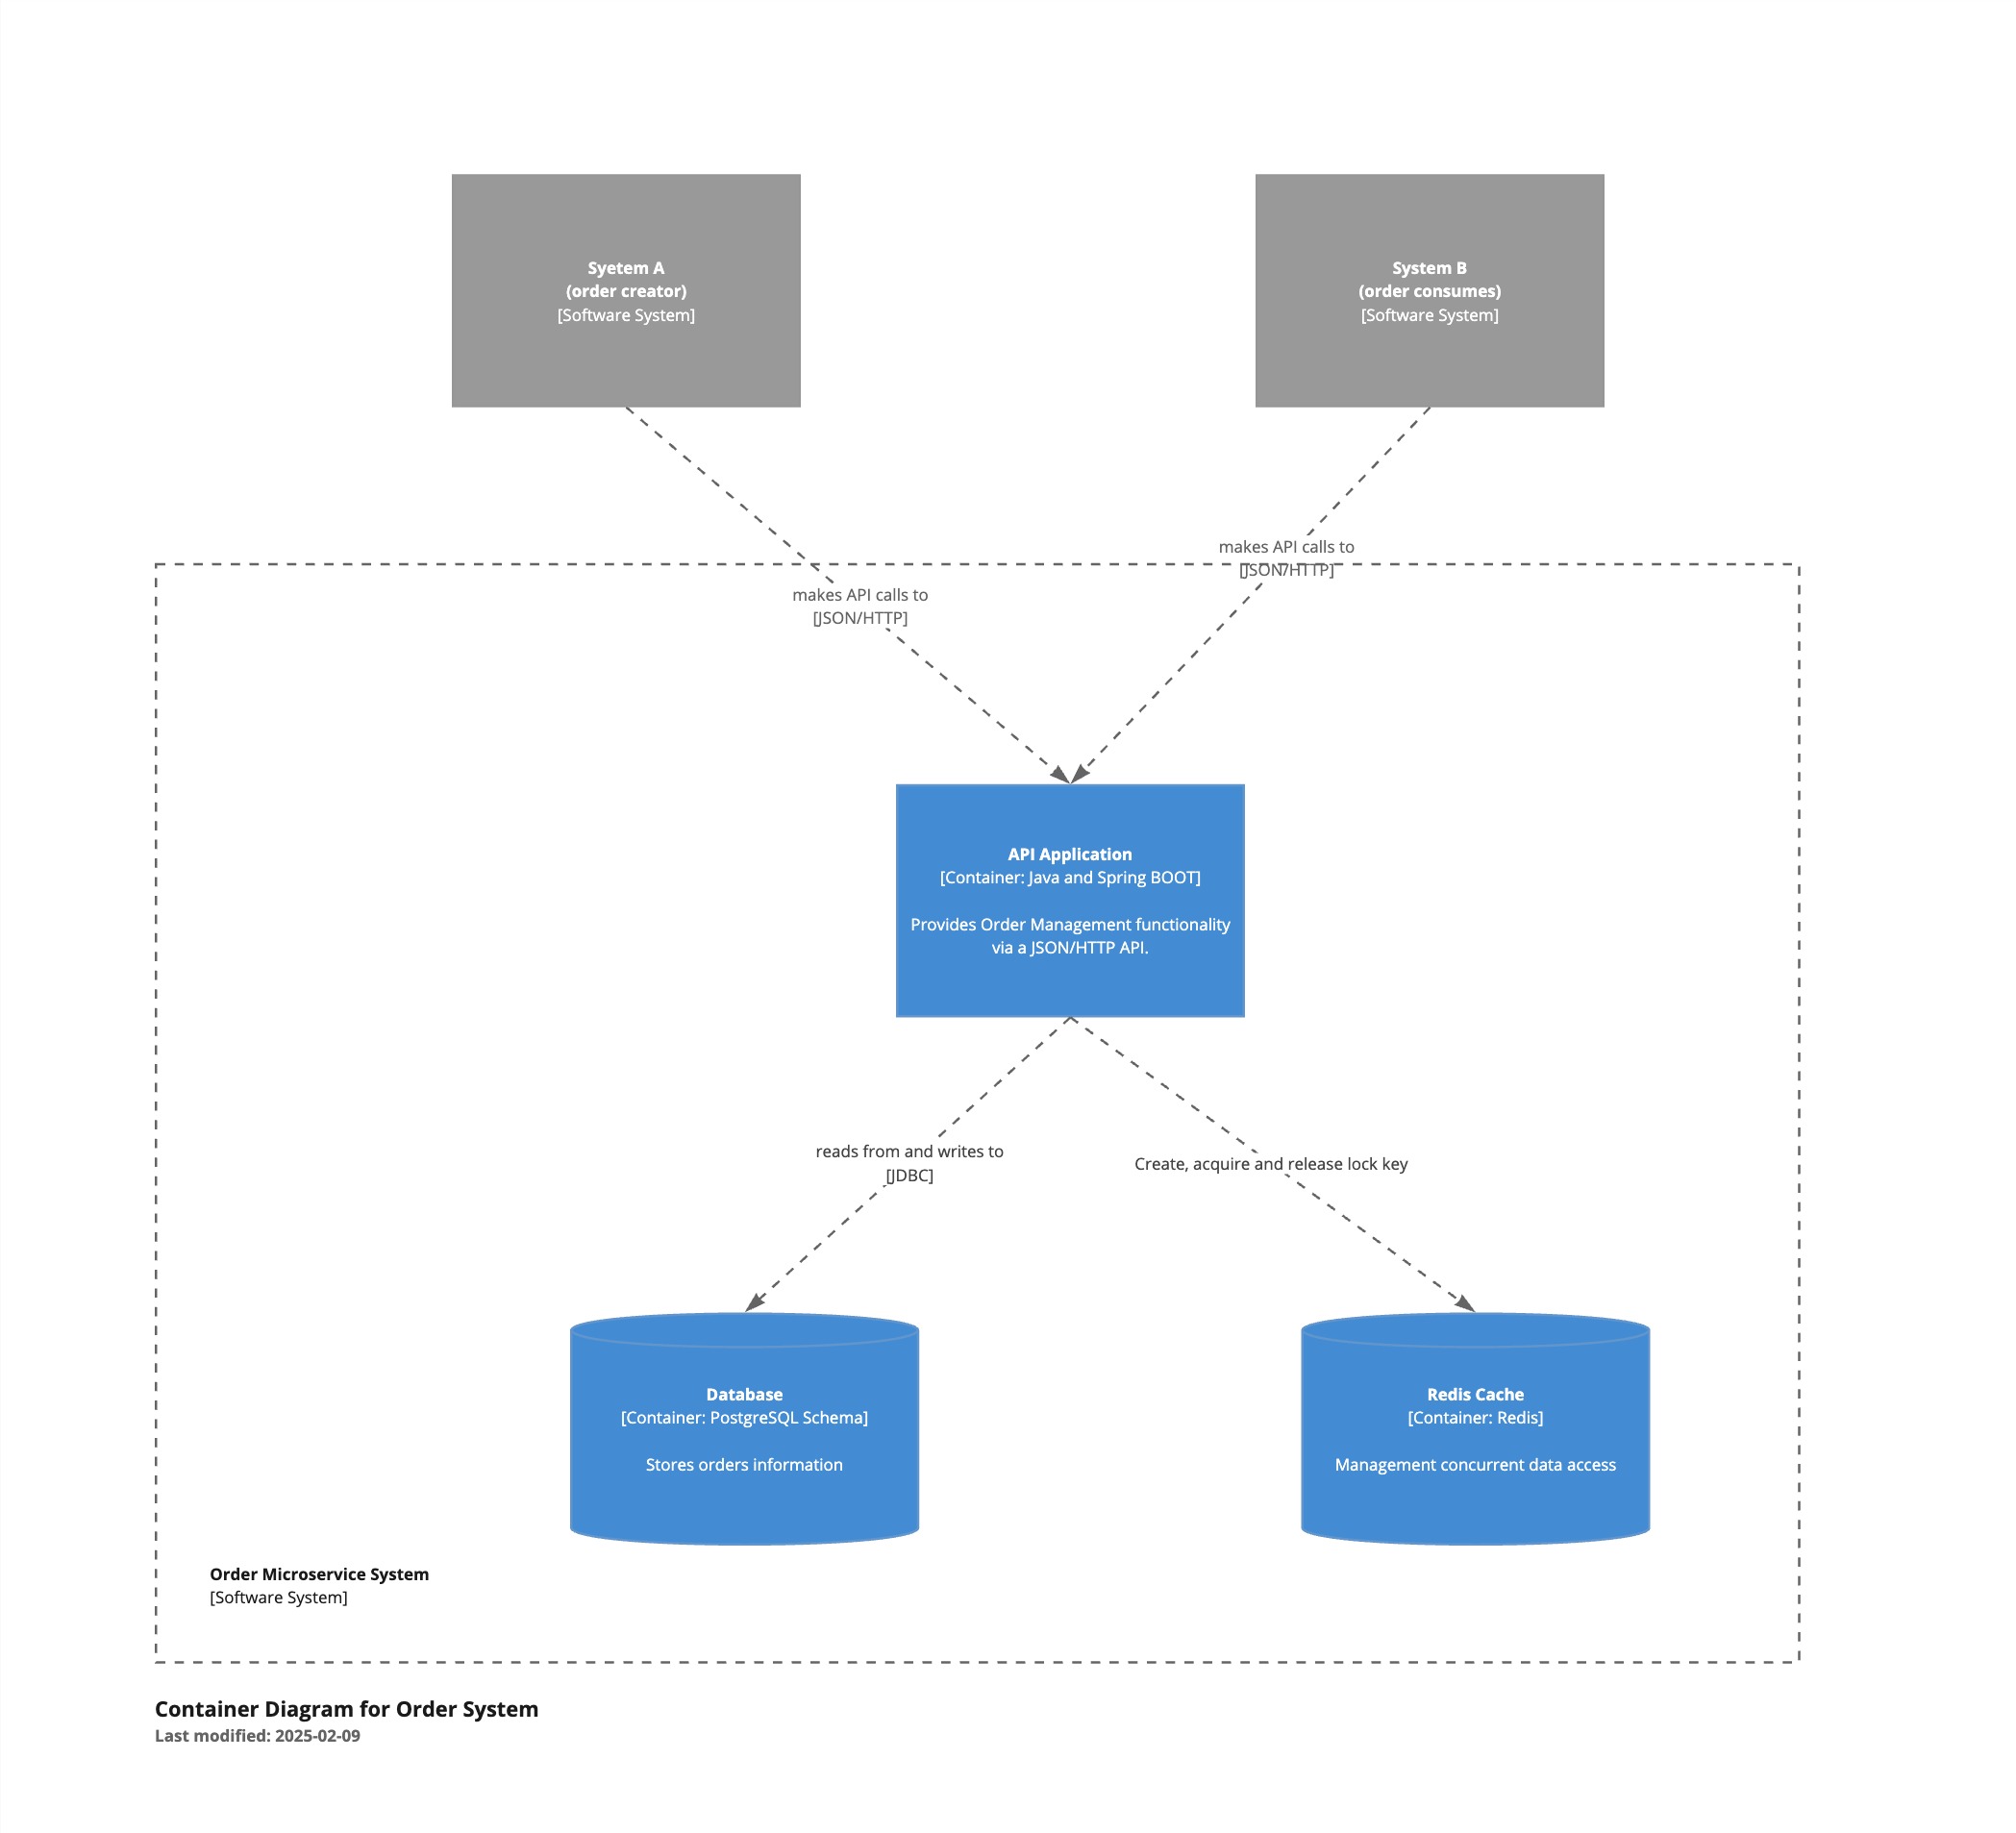 Syetem A
(order creator)
[Software System]
System B
(order consumes)
[Software System]
makes API calls to
[JSON/HTTP]
makes API calls to
[JSON/HTTP]
API Application
[Container: Java and Spring BOOT]
Provides Order Management functionality
via a JSON/HTTP API.
reads from and writes to
[JDBC]
Create, acquire and release lock key
Database
[Container: PostgreSQL Schema]
Stores orders information
Redis Cache
[Container: Redis]
Management concurrent data access
Order Microservice System
[Software System]
Container Diagram for Order System
Last modified: 2025-02-09